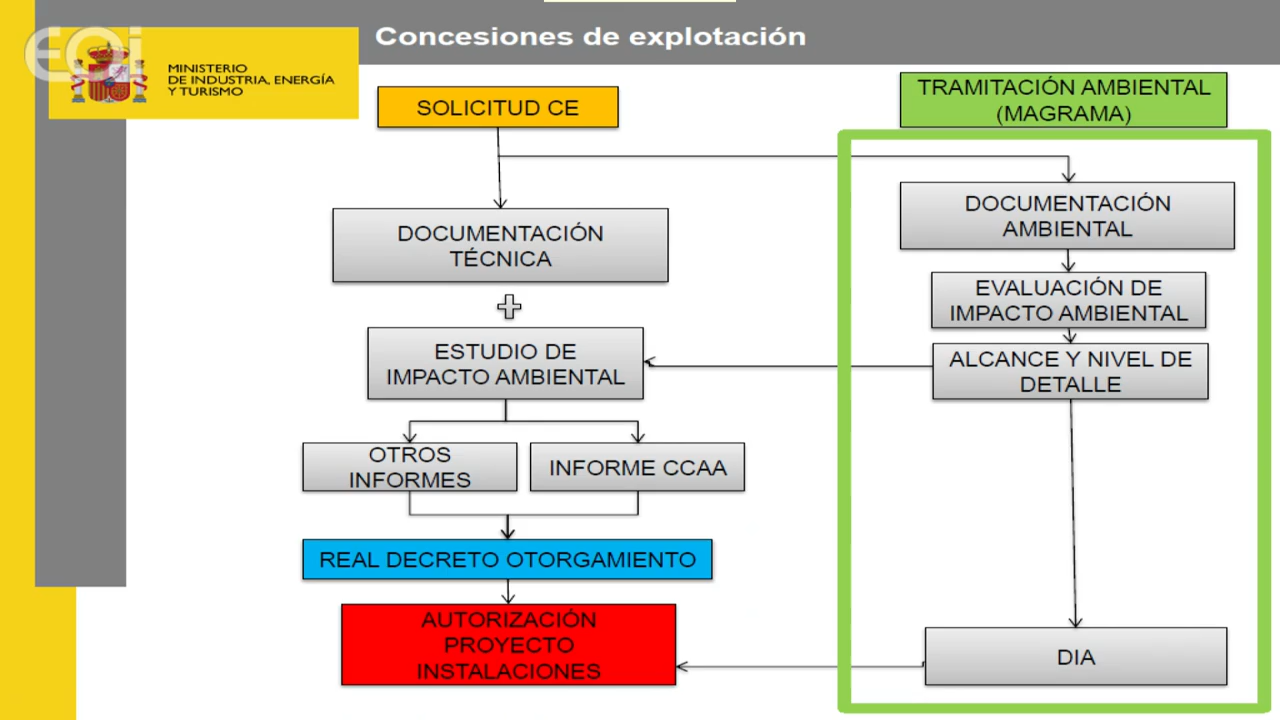 EOi
MINISTERIO
DE INDUSTRIA, ENERGÍA
Y TURISMO
Concesiones de explotación
SOLICITUD CE
TRAMITACIÓN AMBIENTAL
(MAGRAMA)
DOCUMENTACIÓN
TÉCNICA
DOCUMENTACIÓN
AMBIENTAL
EVALUACIÓN DE
IMPACTO AMBIENTAL
ESTUDIO DE
IMPACTO AMBIENTAL
ALCANCE Y NIVEL DE
DETALLE
OTROS
INFORMES
INFORME CCAA
REAL DECRETO OTORGAMIENTO
AUTORIZACIÓN
PROYECTO
INSTALACIONES
DIA